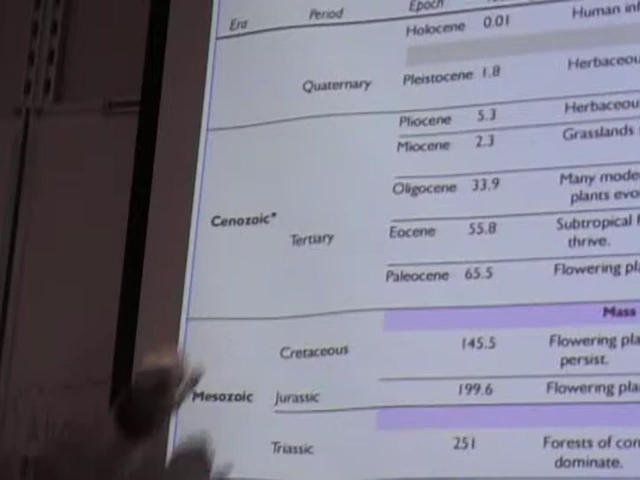 Era Period Epoch
Holocene 0.01 Human
Quaternary Pleistocene 1.8 Herbaceou
Pliocene 5.3 Herbaceou
Miocene 2.3 Grasslands
Oligocene 33.9 Many mode
plants evo
Cenozoic*
Tertiary Eocene 55.8 Subtropical
thrive.
Paleocene 65.5 Flowering pla
Mass
Cretaceous 145.5 Flowering pla
persist.
Mesozoic Jurassic 199.6 Flowering pla
Triassic 251 Forests of con
dominate.